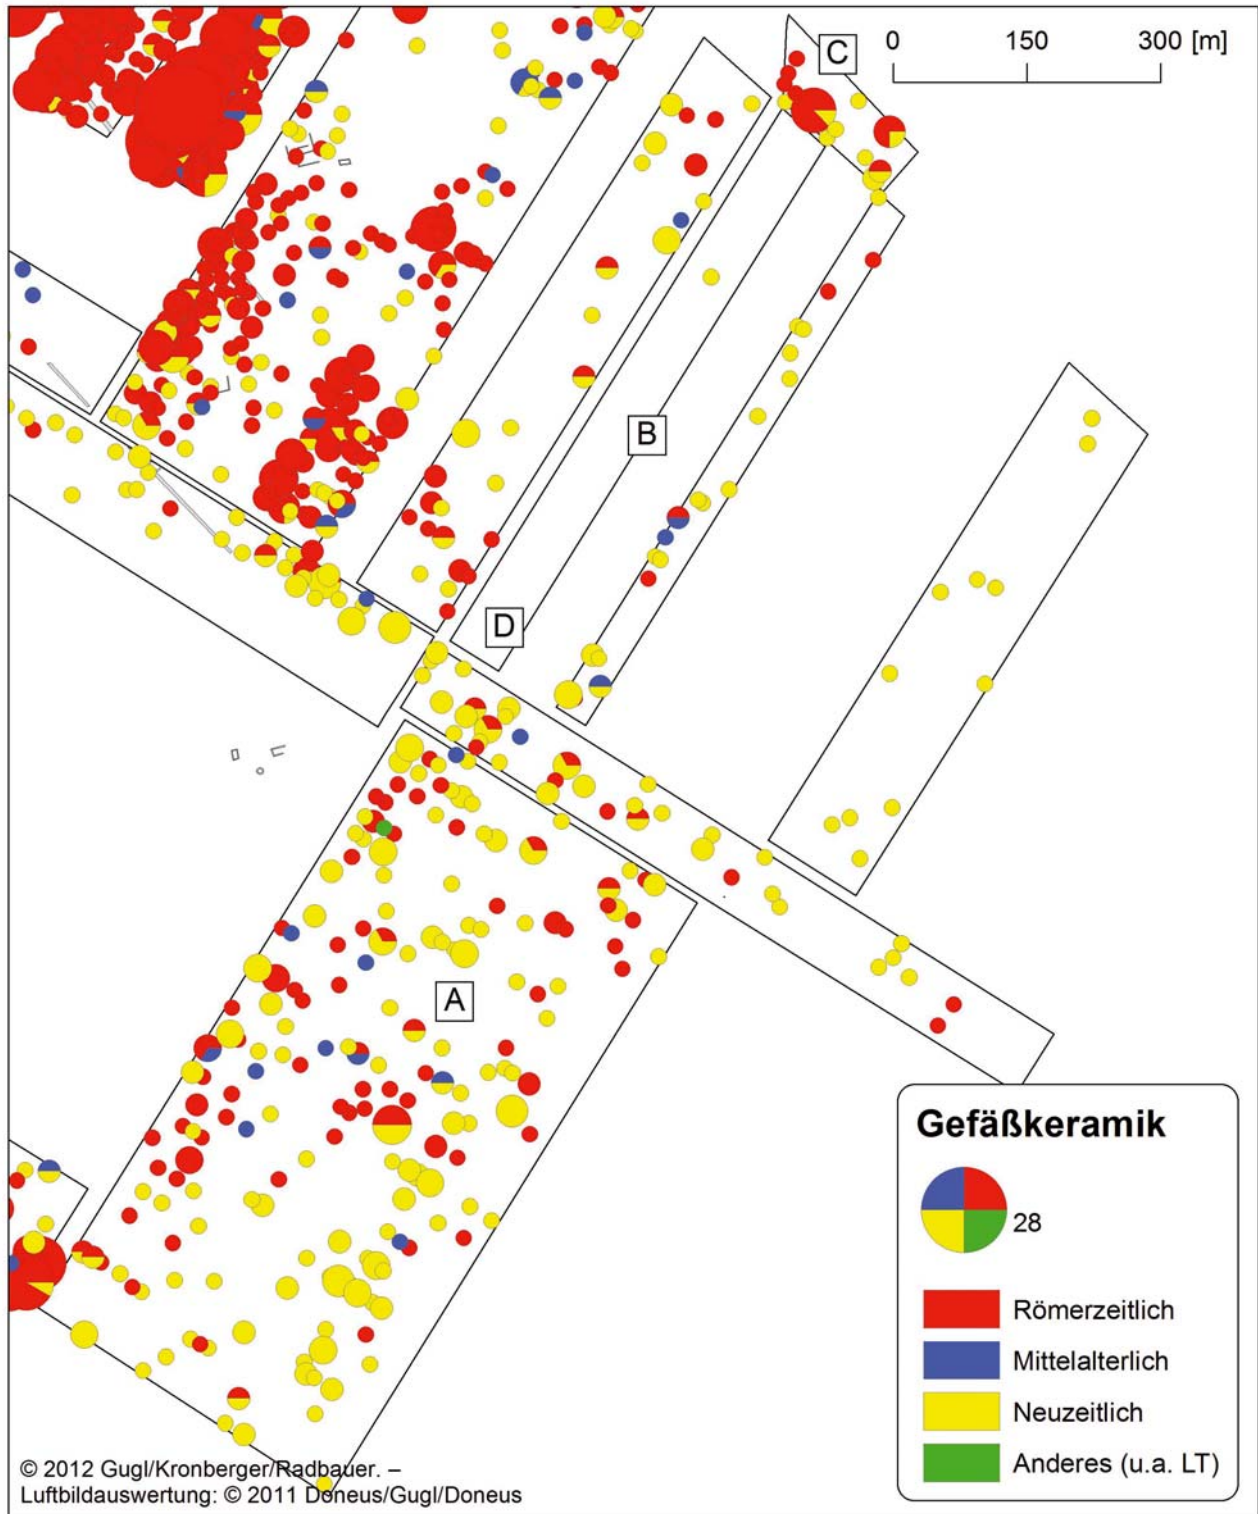 C
0 150 300 [m]
B
D
A
Gefäßkeramik
28
Römerzeitlich
Mittelalterlich
Neuzeitlich
Anderes (u.a. LT)
© 2012 Gugl/Kronberger/Radbauer. –
Luftbildauswertung: © 2011 Doneus/Gugl/Doneus